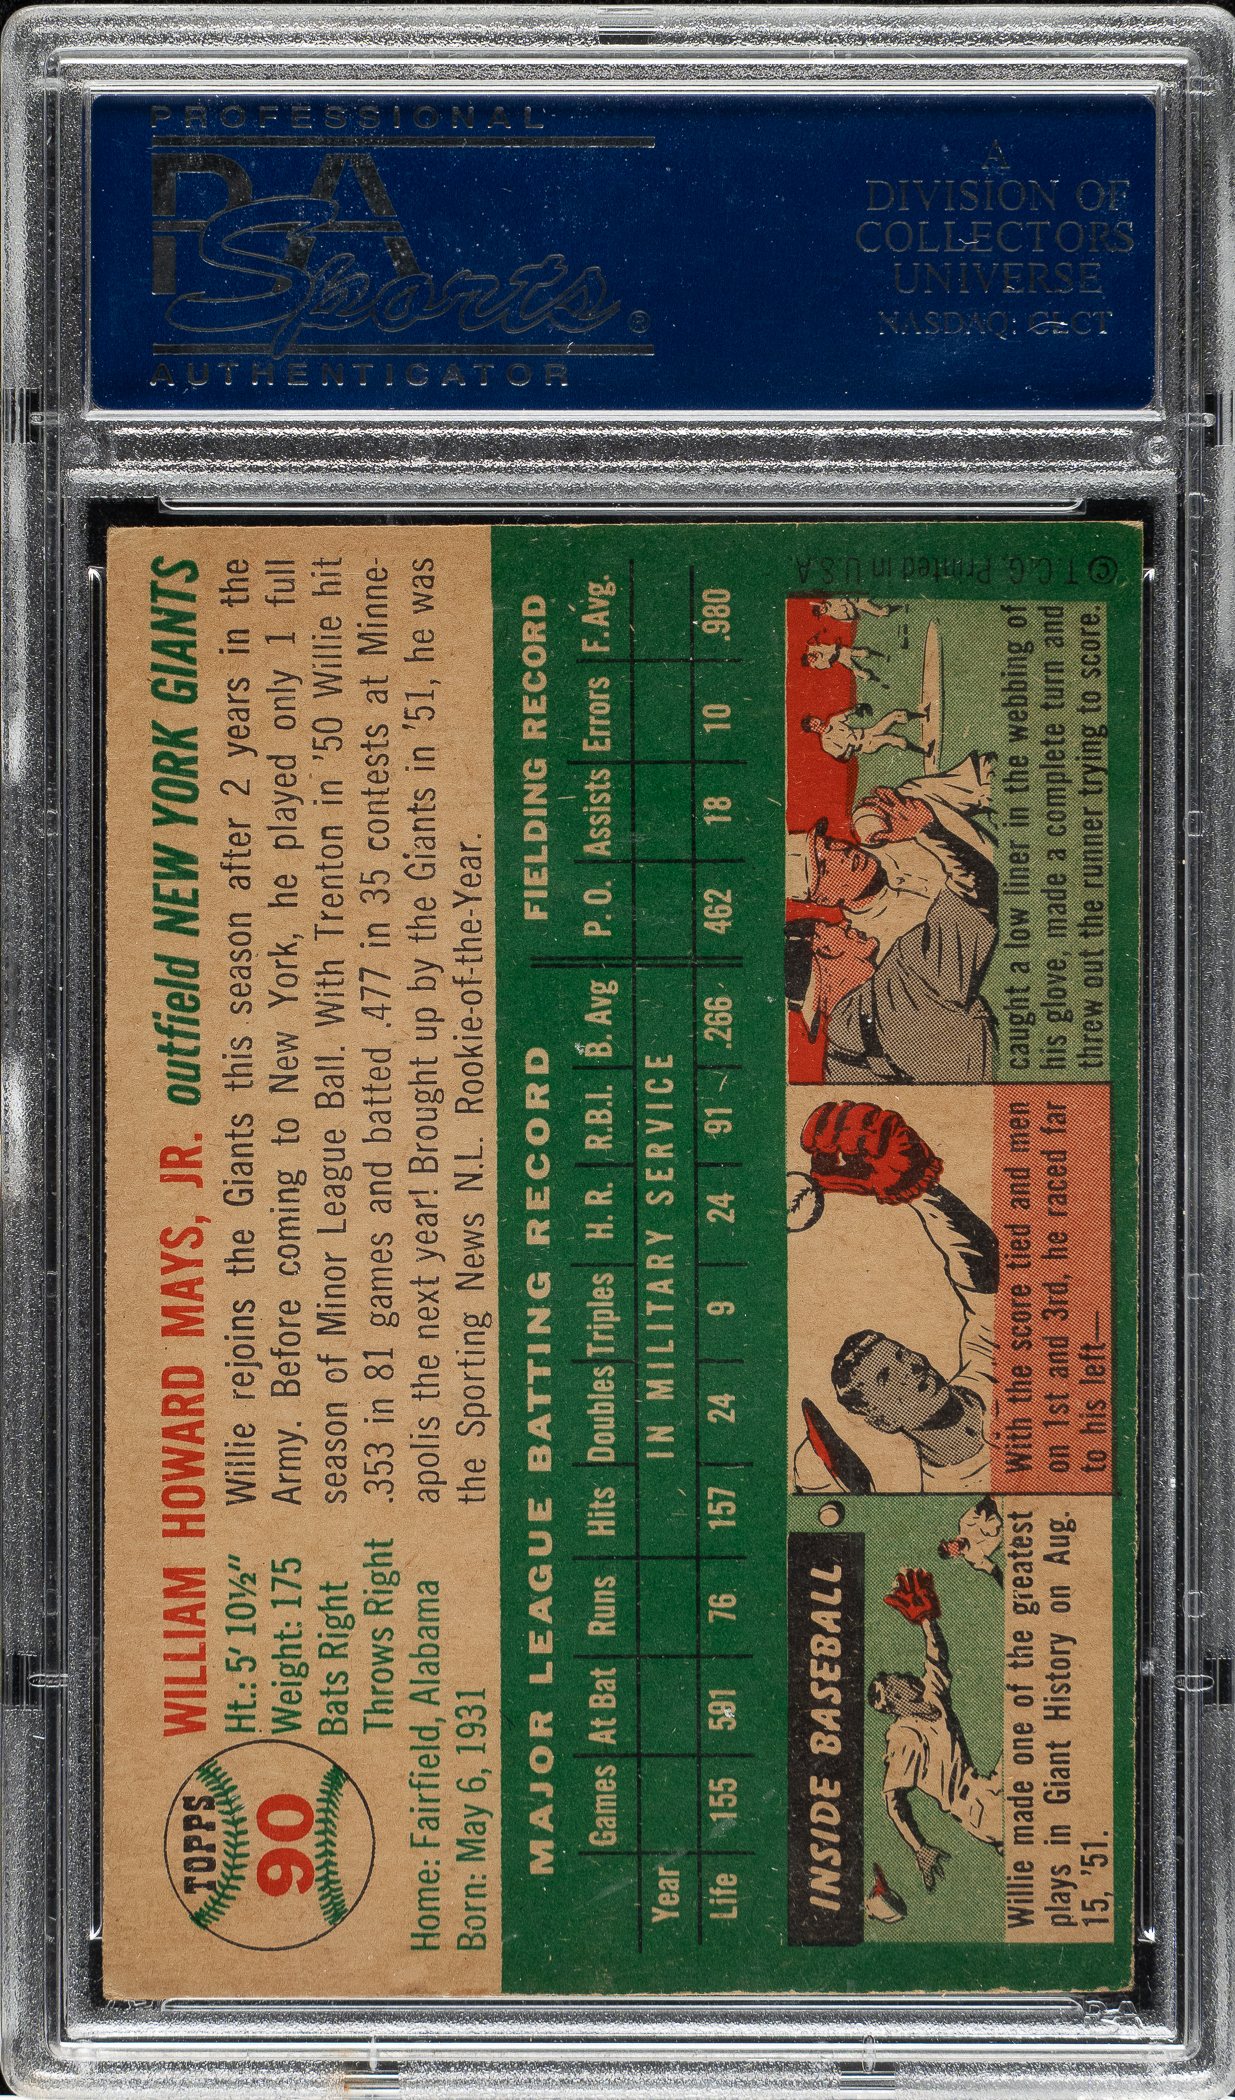 PROFESSIONAL
PSA
Sports®
AUTHENTICATOR
A
DIVISION OF
COLLECTORS
UNIVERSE
NASDAQ: CLCT
TOPPS
90
WILLIAM HOWARD MAYS, JR. outfield NEW YORK GIANTS
Ht.: 5' 10½"
Weight: 175
Bats Right
Throws Right
Home: Fairfield, Alabama
Born: May 6, 1931
Willie rejoins the Giants this season after 2 years in the
Army. Before coming to New York, he played only 1 full
season of Minor League Ball. With Trenton in '50 Willie hit
.353 in 81 games and batted .477 in 35 contests at Minne-
apolis the next year! Brought up by the Giants in '51, he was
the Sporting News N.L. Rookie-of-the-Year.
MAJOR LEAGUE BATTING RECORD FIELDING RECORD
Games At Bat Runs Hits Doubles Triples H. R. R.B.I. B. Avg P. O. Assists Errors F. Avg.
Year IN MILITARY SERVICE
Life 155 591 76 157 24 9 24 91 .266 462 18 10 .980
INSIDE BASEBALL
Willie made one of the greatest
plays in Giant History on Aug.
15, '51.
With the score tied and men
on 1st and 3rd, he raced far
to his left—
caught a low liner in the webbing of
his glove, made a complete turn and
threw out the runner trying to score.
© T.C.G. Printed in U.S.A.
PSA